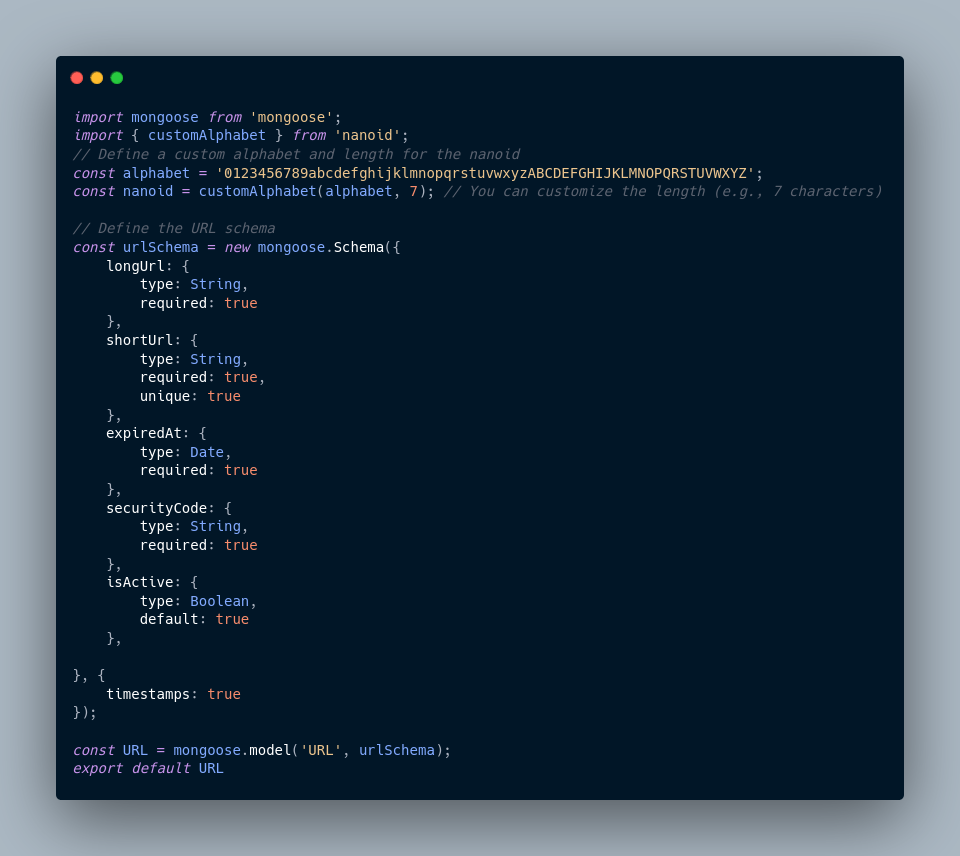 import mongoose from 'mongoose';
import { customAlphabet } from 'nanoid';
// Define a custom alphabet and length for the nanoid
const alphabet = '0123456789abcdefghijklmnopqrstuvwxyzABCDEFGHIJKLMNOPQRSTUVWXYZ';
const nanoid = customAlphabet(alphabet, 7); // You can customize the length (e.g., 7 characters)

// Define the URL schema
const urlSchema = new mongoose.Schema({
    longUrl: {
        type: String,
        required: true
    },
    shortUrl: {
        type: String,
        required: true,
        unique: true
    },
    expiredAt: {
        type: Date,
        required: true
    },
    securityCode: {
        type: String,
        required: true
    },
    isActive: {
        type: Boolean,
        default: true
    },

}, {
    timestamps: true
});

const URL = mongoose.model('URL', urlSchema);
export default URL